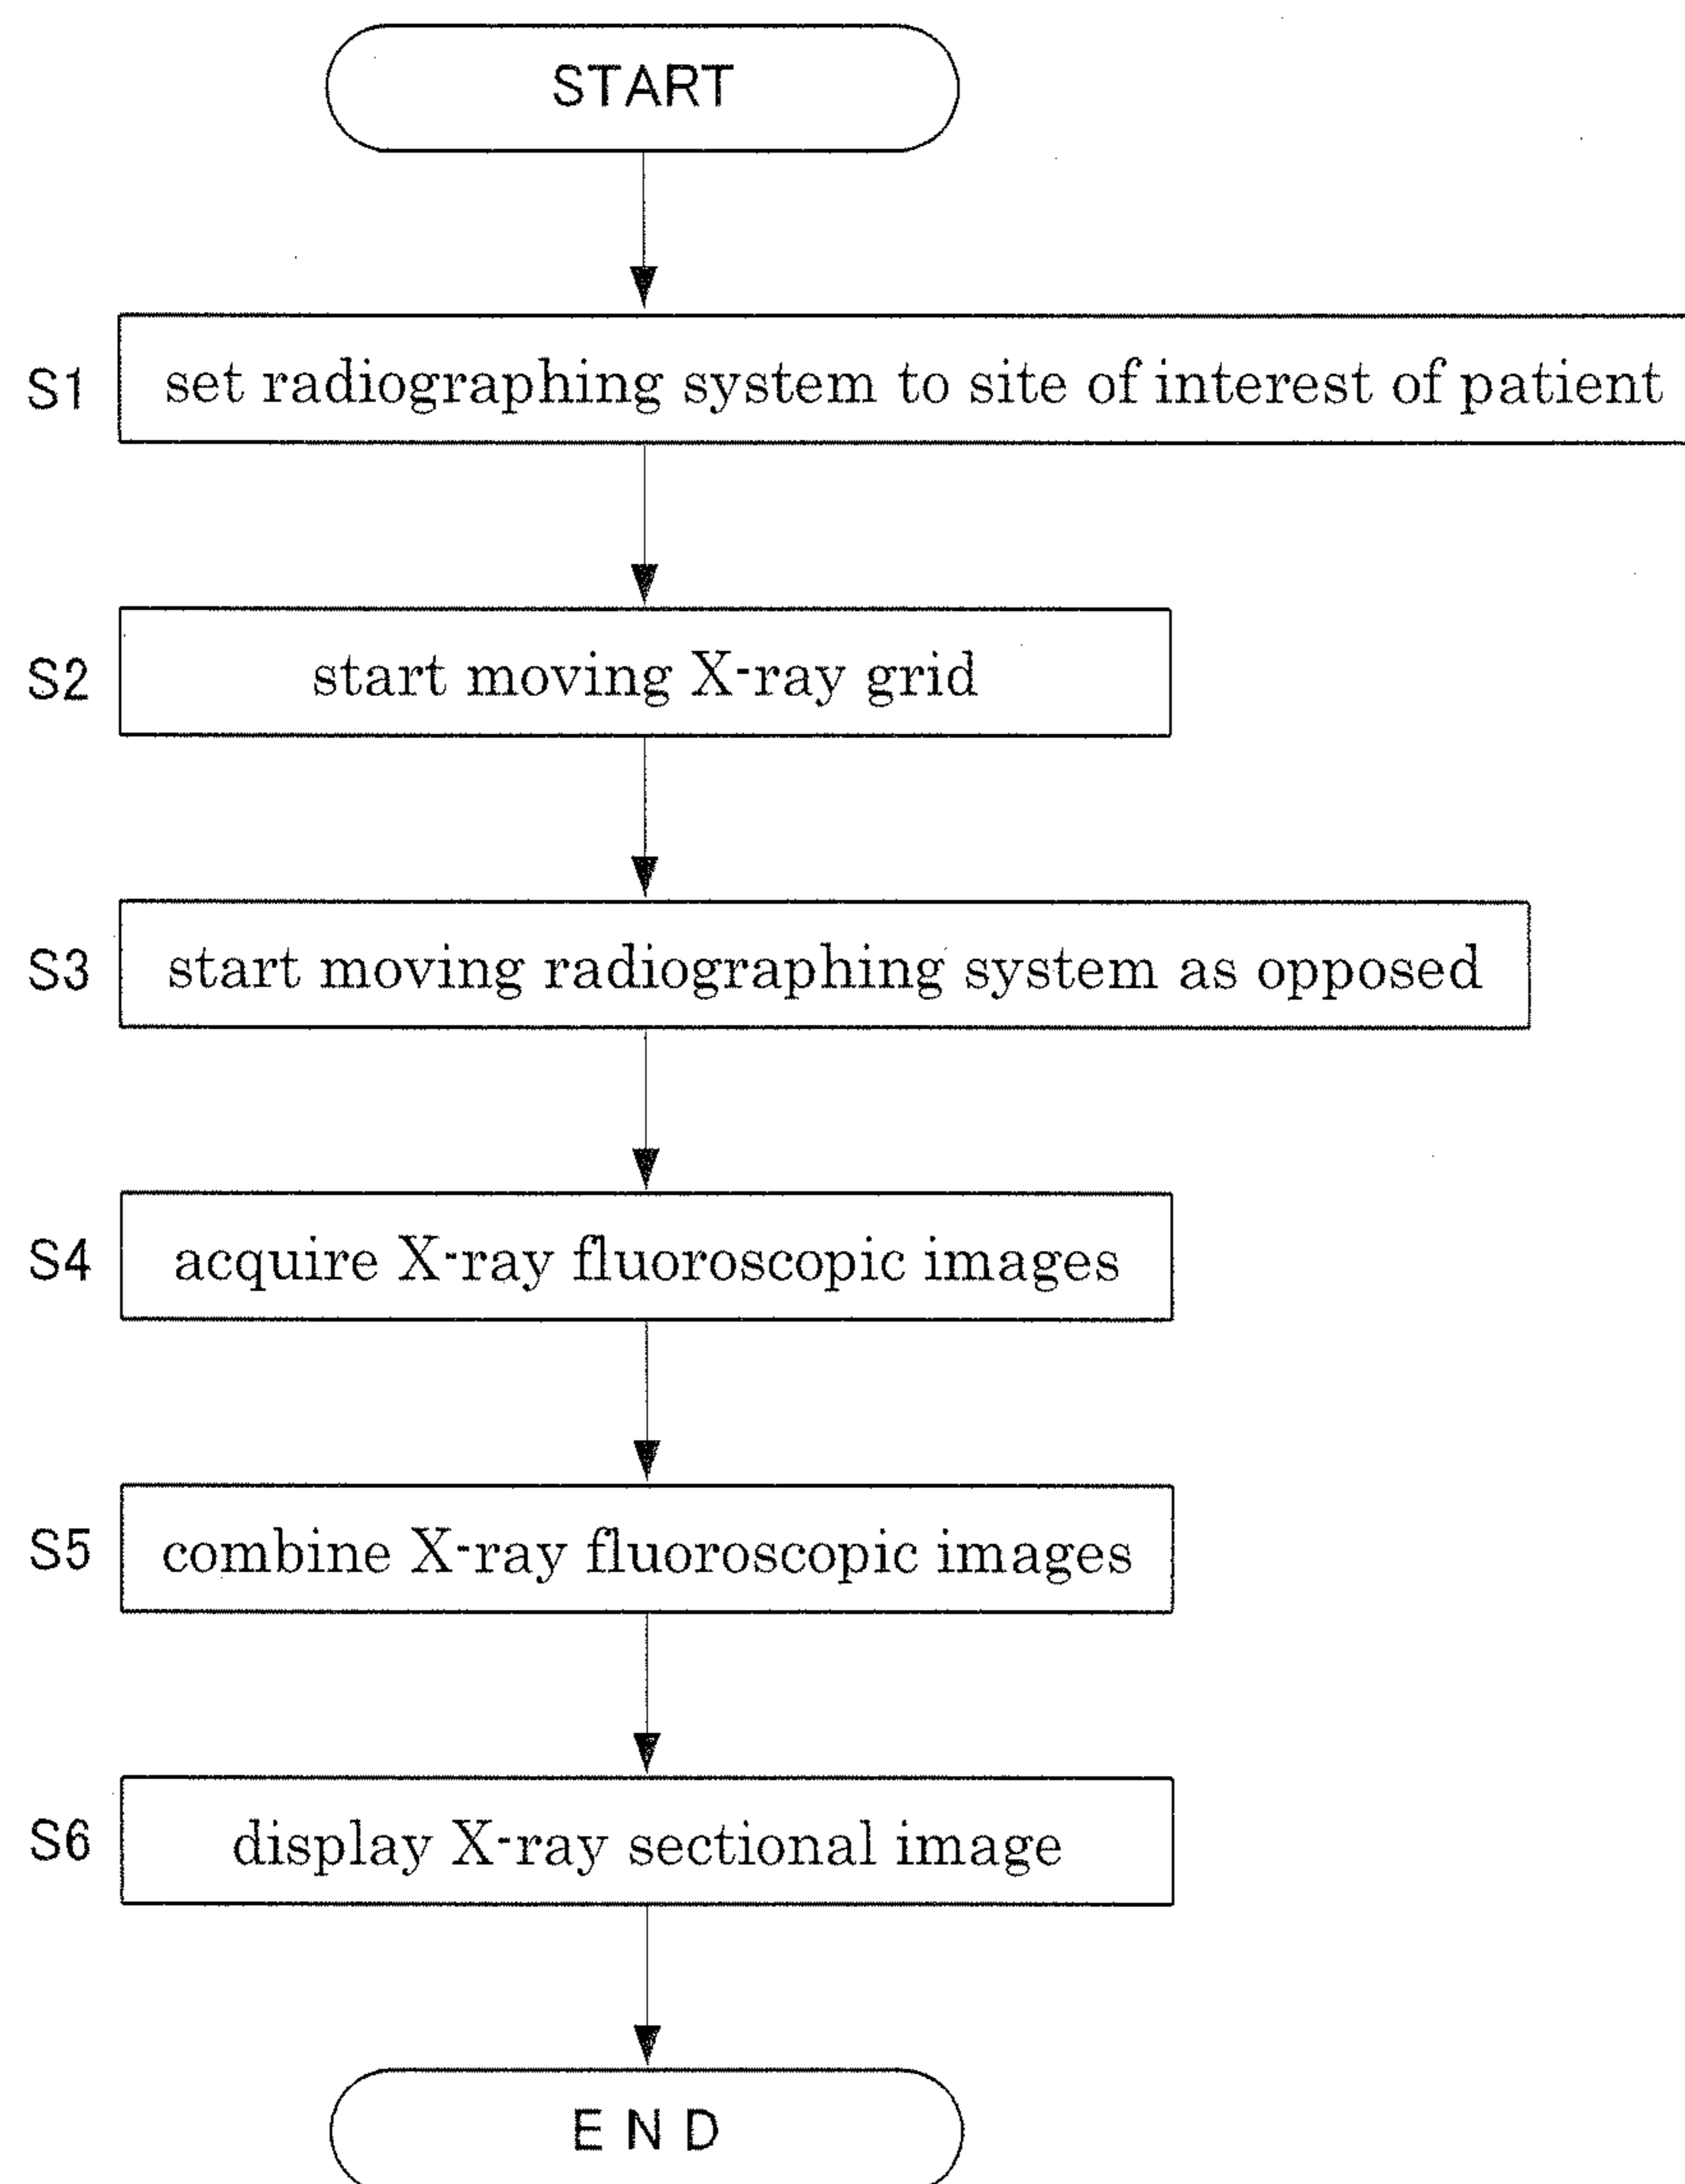 START
S1 set radiographing system to site of interest of patient
S2 start moving X-ray grid
S3 start moving radiographing system as opposed
S4 acquire X-ray fluoroscopic images
S5 combine X-ray fluoroscopic images
S6 display X-ray sectional image
END